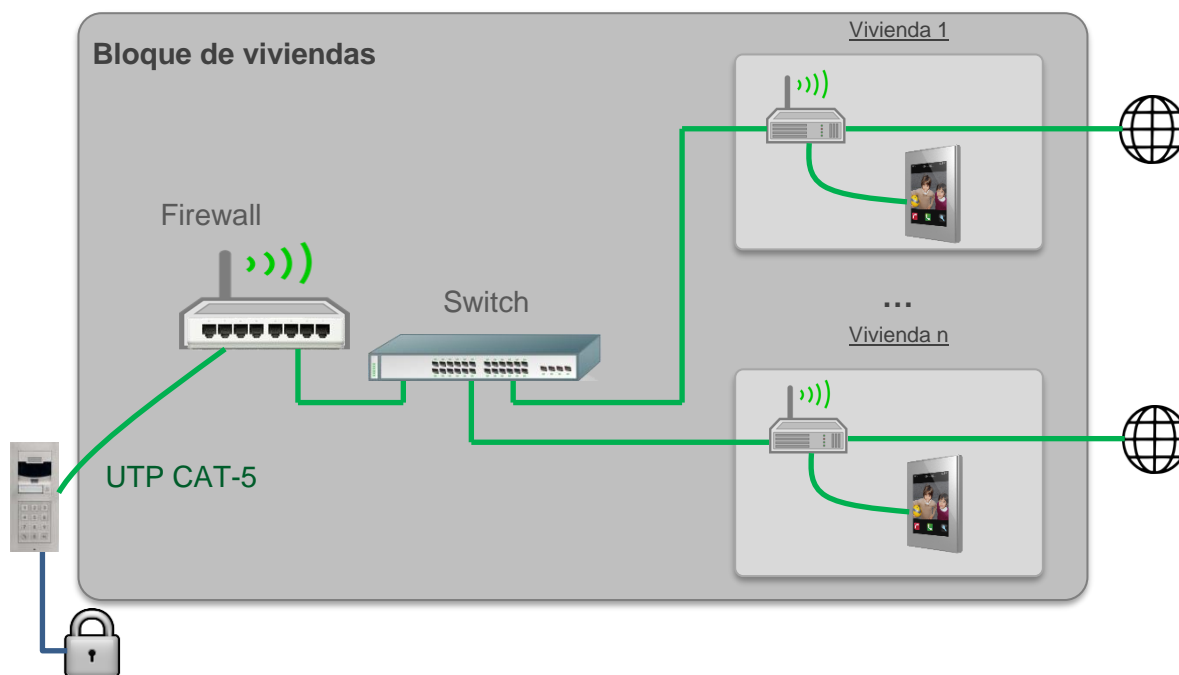 Bloque de viviendas
Vivienda 1
Firewall
Switch
...
Vivienda n
UTP CAT-5